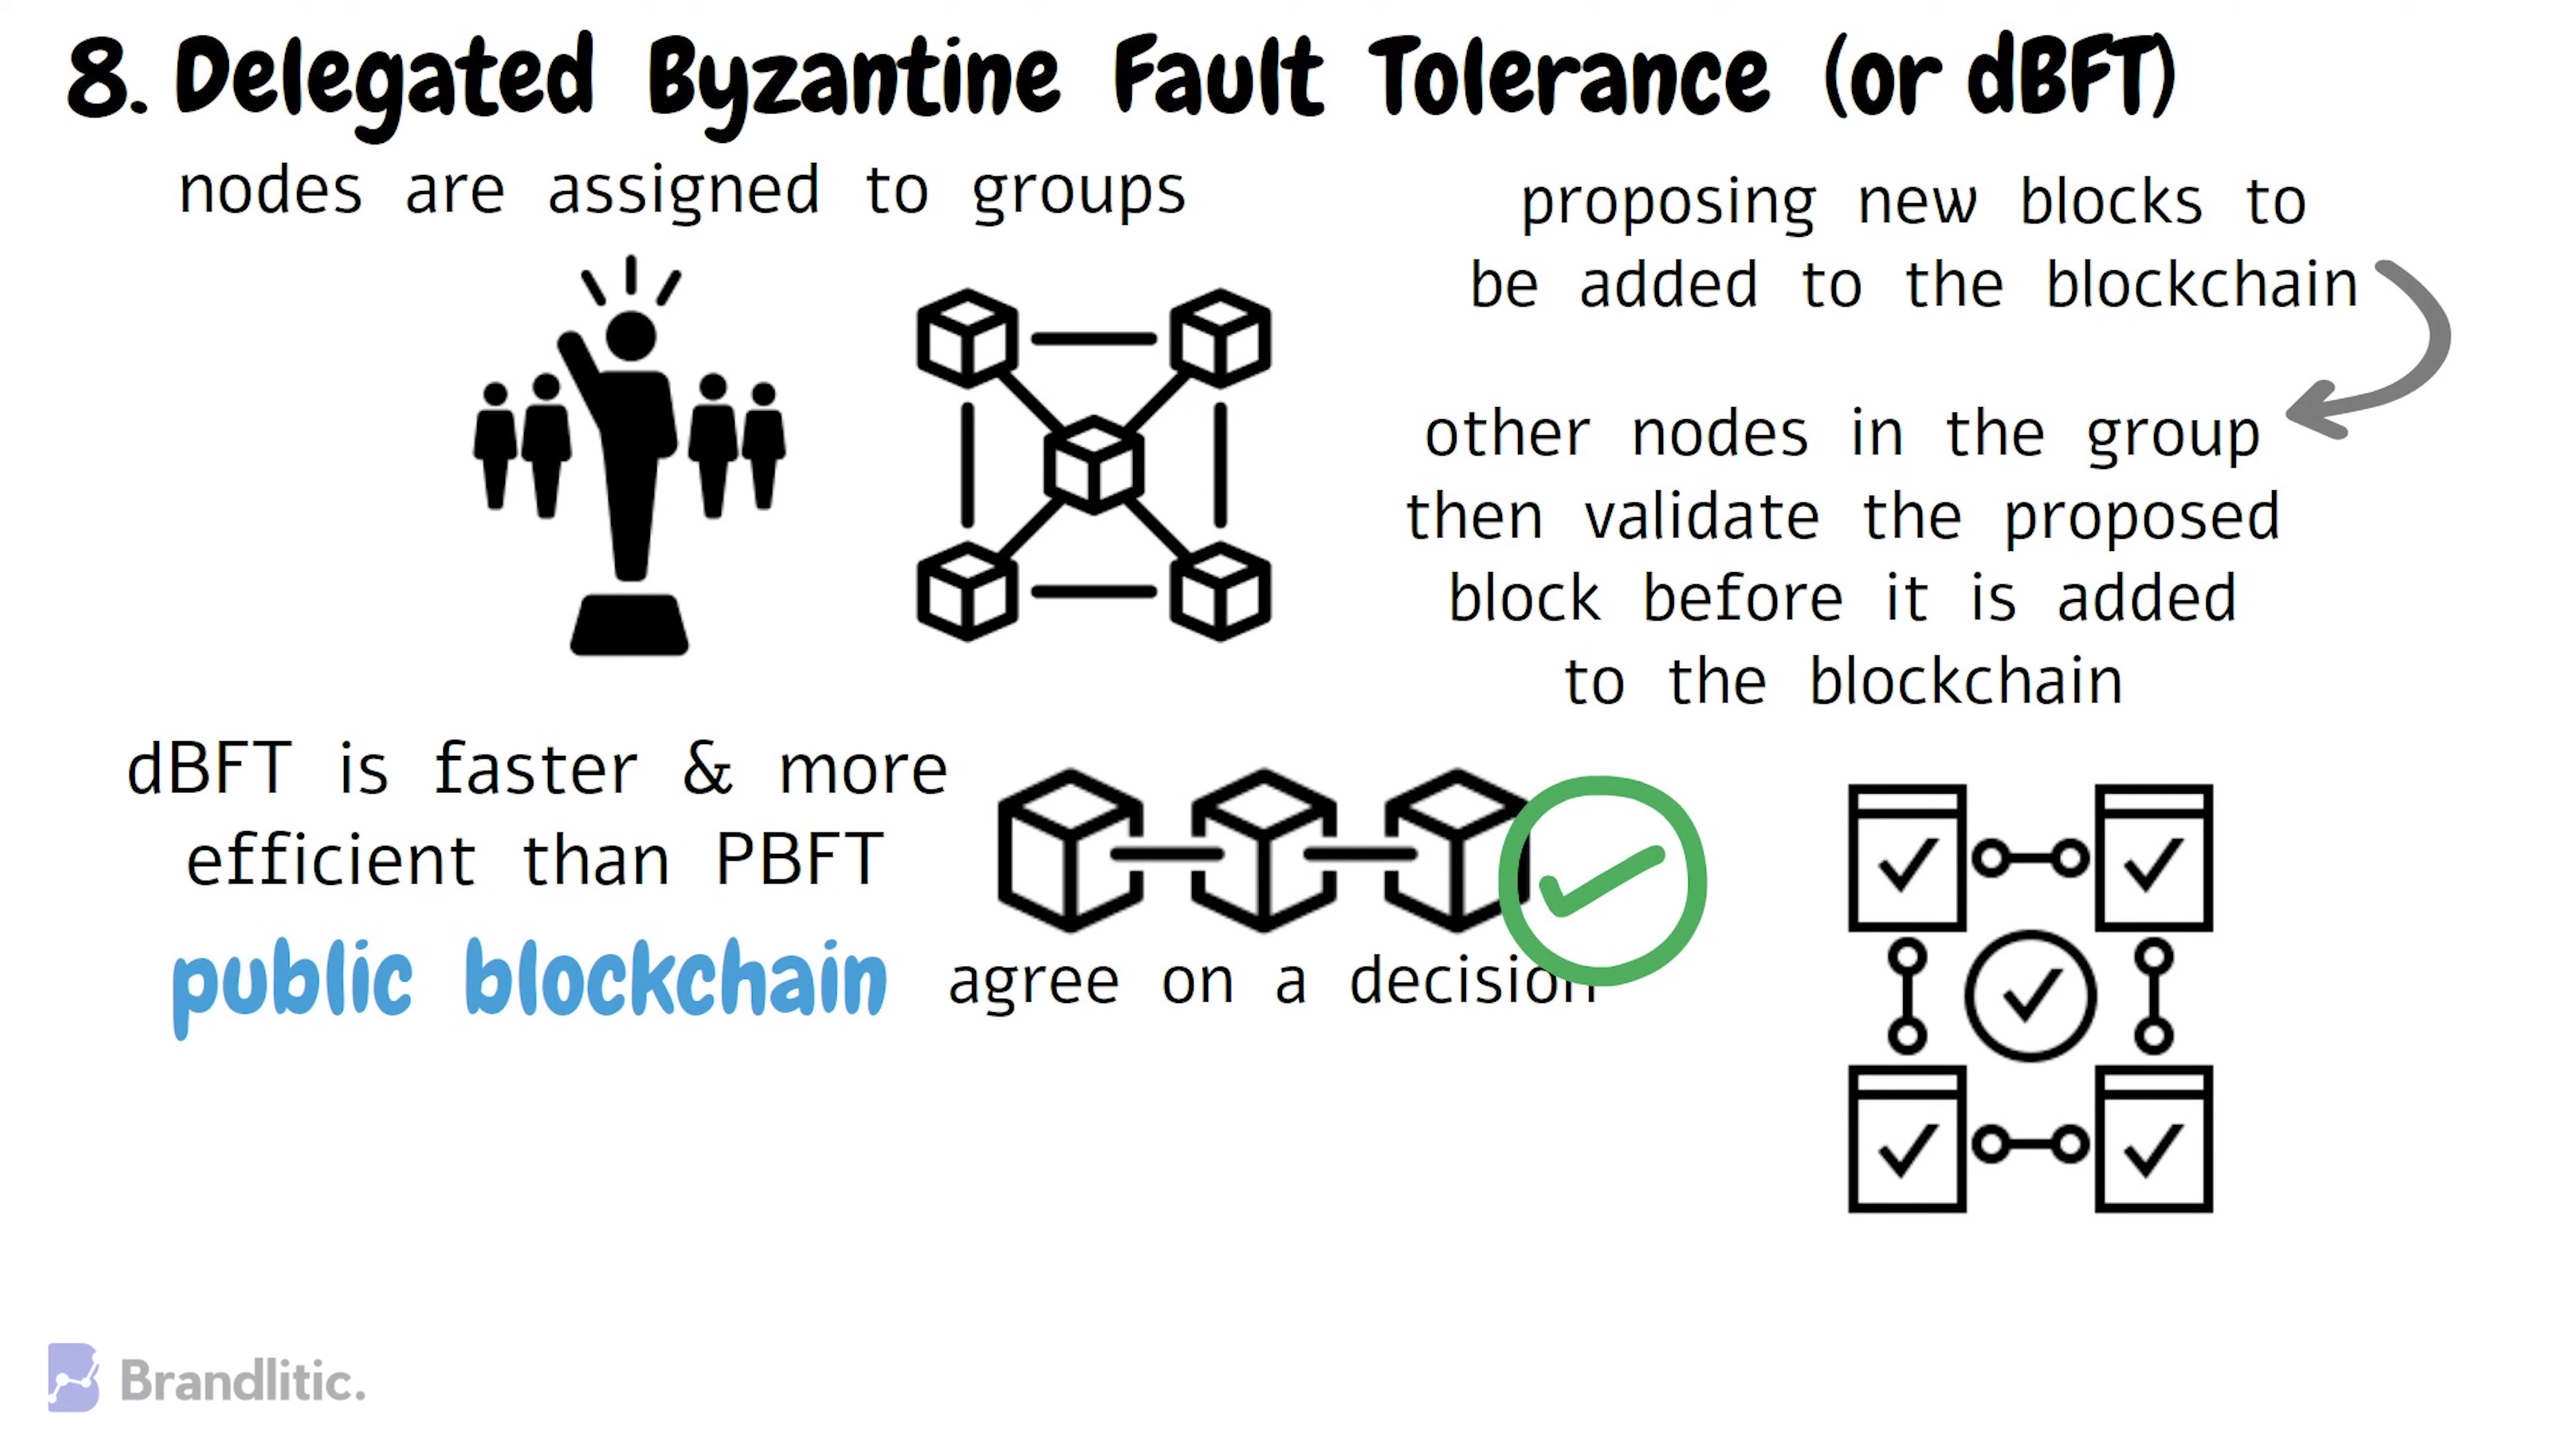 8. Delegated Byzantine Fault Tolerance (or dBFT)
nodes are assigned to groups
proposing new blocks to
be added to the blockchain
other nodes in the group
then validate the proposed
block before it is added
to the blockchain
dBFT is faster & more
efficient than PBFT
public blockchain
agree on a decision
Brandlitic.